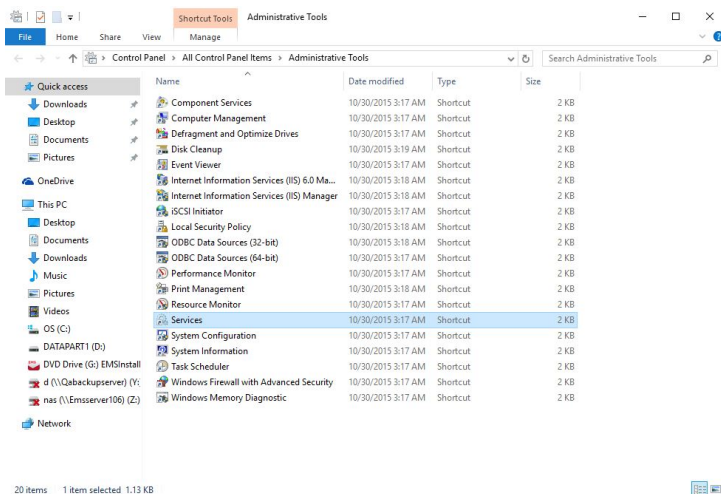 Shortcut Tools Administrative Tools
File Home Share View Manage
Control Panel > All Control Panel Items > Administrative Tools Search Administrative Tools
Name Date modified Type Size
Quick access
Downloads
Desktop
Documents
Pictures
OneDrive
This PC
Desktop
Documents
Downloads
Music
Pictures
Videos
OS (C:)
DATAPART1 (D:)
DVD Drive (G:) EMSInstall
d (\\Qabackupserver) (Y:
nas (\\Emsserver106) (Z:)
Network
Component Services 10/30/2015 3:17 AM Shortcut 2 KB
Computer Management 10/30/2015 3:17 AM Shortcut 2 KB
Defragment and Optimize Drives 10/30/2015 3:17 AM Shortcut 2 KB
Disk Cleanup 10/30/2015 3:19 AM Shortcut 2 KB
Event Viewer 10/30/2015 3:17 AM Shortcut 2 KB
Internet Information Services (IIS) 6.0 Ma... 10/30/2015 3:18 AM Shortcut 2 KB
Internet Information Services (IIS) Manager 10/30/2015 3:18 AM Shortcut 2 KB
iSCSI Initiator 10/30/2015 3:17 AM Shortcut 2 KB
Local Security Policy 10/30/2015 3:18 AM Shortcut 2 KB
ODBC Data Sources (32-bit) 10/30/2015 3:18 AM Shortcut 2 KB
ODBC Data Sources (64-bit) 10/30/2015 3:17 AM Shortcut 2 KB
Performance Monitor 10/30/2015 3:17 AM Shortcut 2 KB
Print Management 10/30/2015 3:18 AM Shortcut 2 KB
Resource Monitor 10/30/2015 3:17 AM Shortcut 2 KB
Services 10/30/2015 3:17 AM Shortcut 2 KB
System Configuration 10/30/2015 3:17 AM Shortcut 2 KB
System Information 10/30/2015 3:17 AM Shortcut 2 KB
Task Scheduler 10/30/2015 3:17 AM Shortcut 2 KB
Windows Firewall with Advanced Security 10/30/2015 3:17 AM Shortcut 2 KB
Windows Memory Diagnostic 10/30/2015 3:17 AM Shortcut 2 KB
20 items 1 item selected 1.13 KB